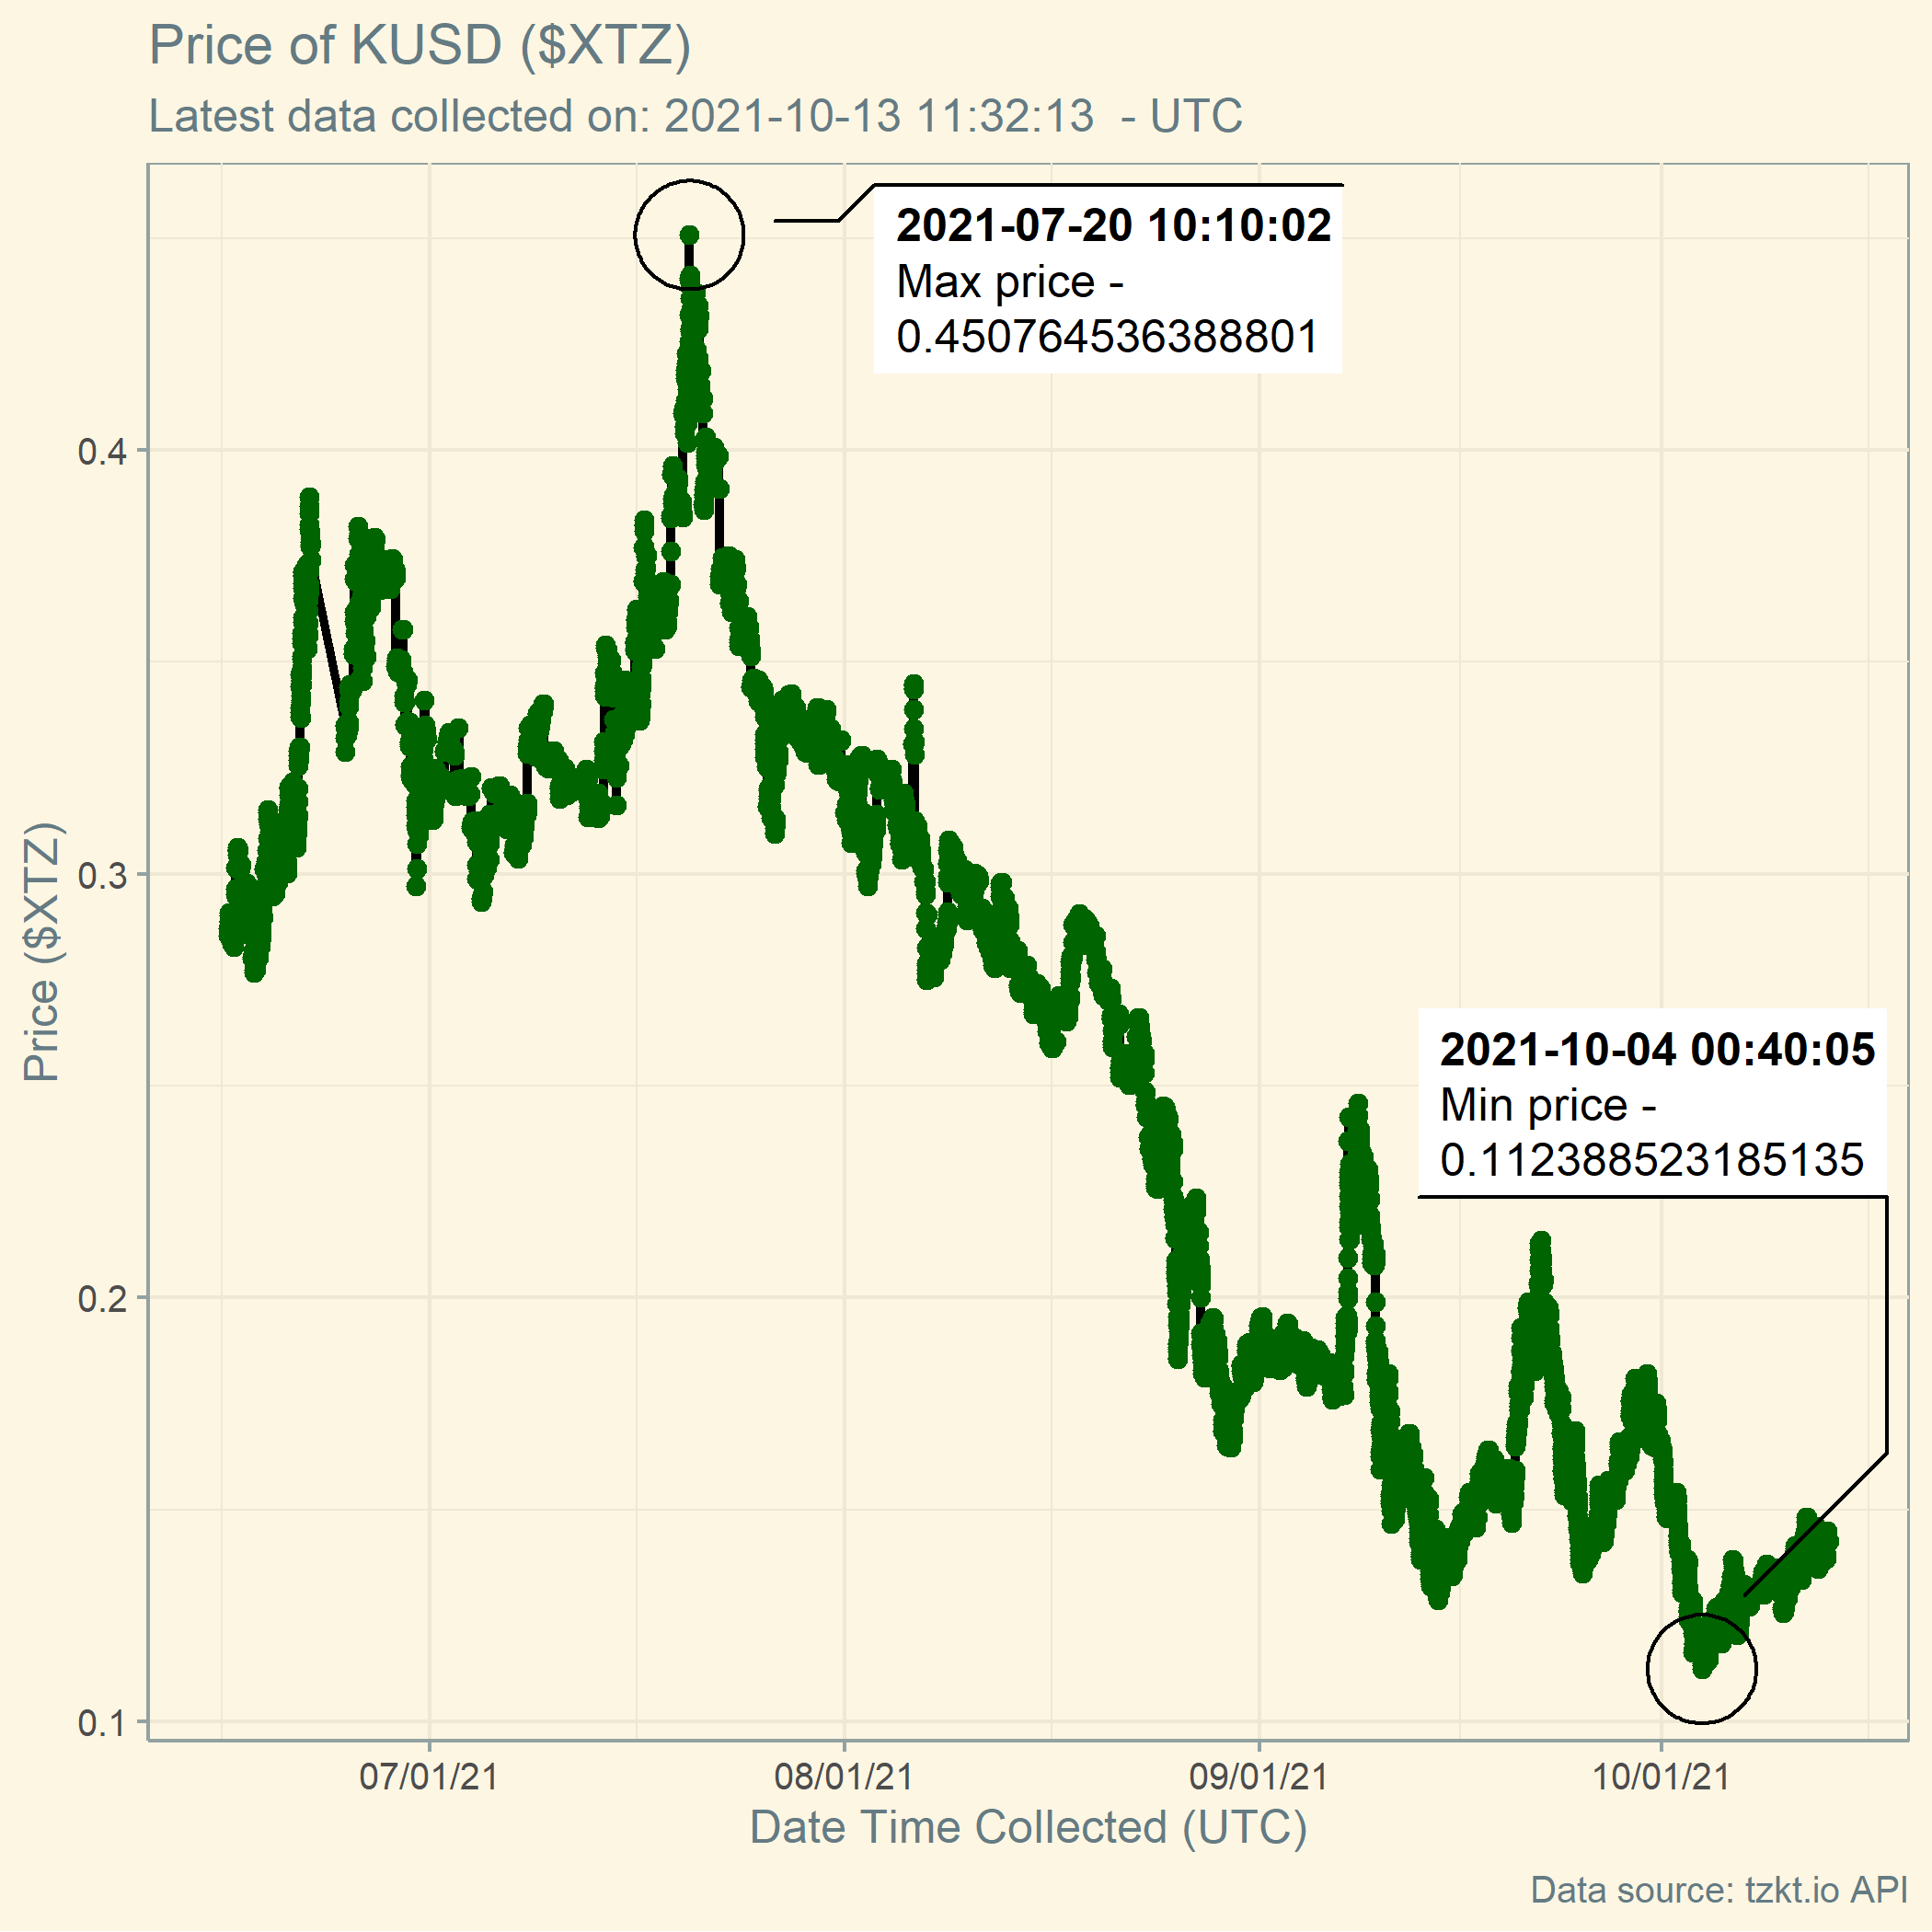 Price of KUSD ($XTZ)
Latest data collected on: 2021-10-13 11:32:13  - UTC
2021-07-20 10:10:02
Max price -
0.450764536388801
0.4
0.3
0.2
0.1
Price ($XTZ)
2021-10-04 00:40:05
Min price -
0.112388523185135
07/01/21
08/01/21
09/01/21
10/01/21
Date Time Collected (UTC)
Data source: tzkt.io API